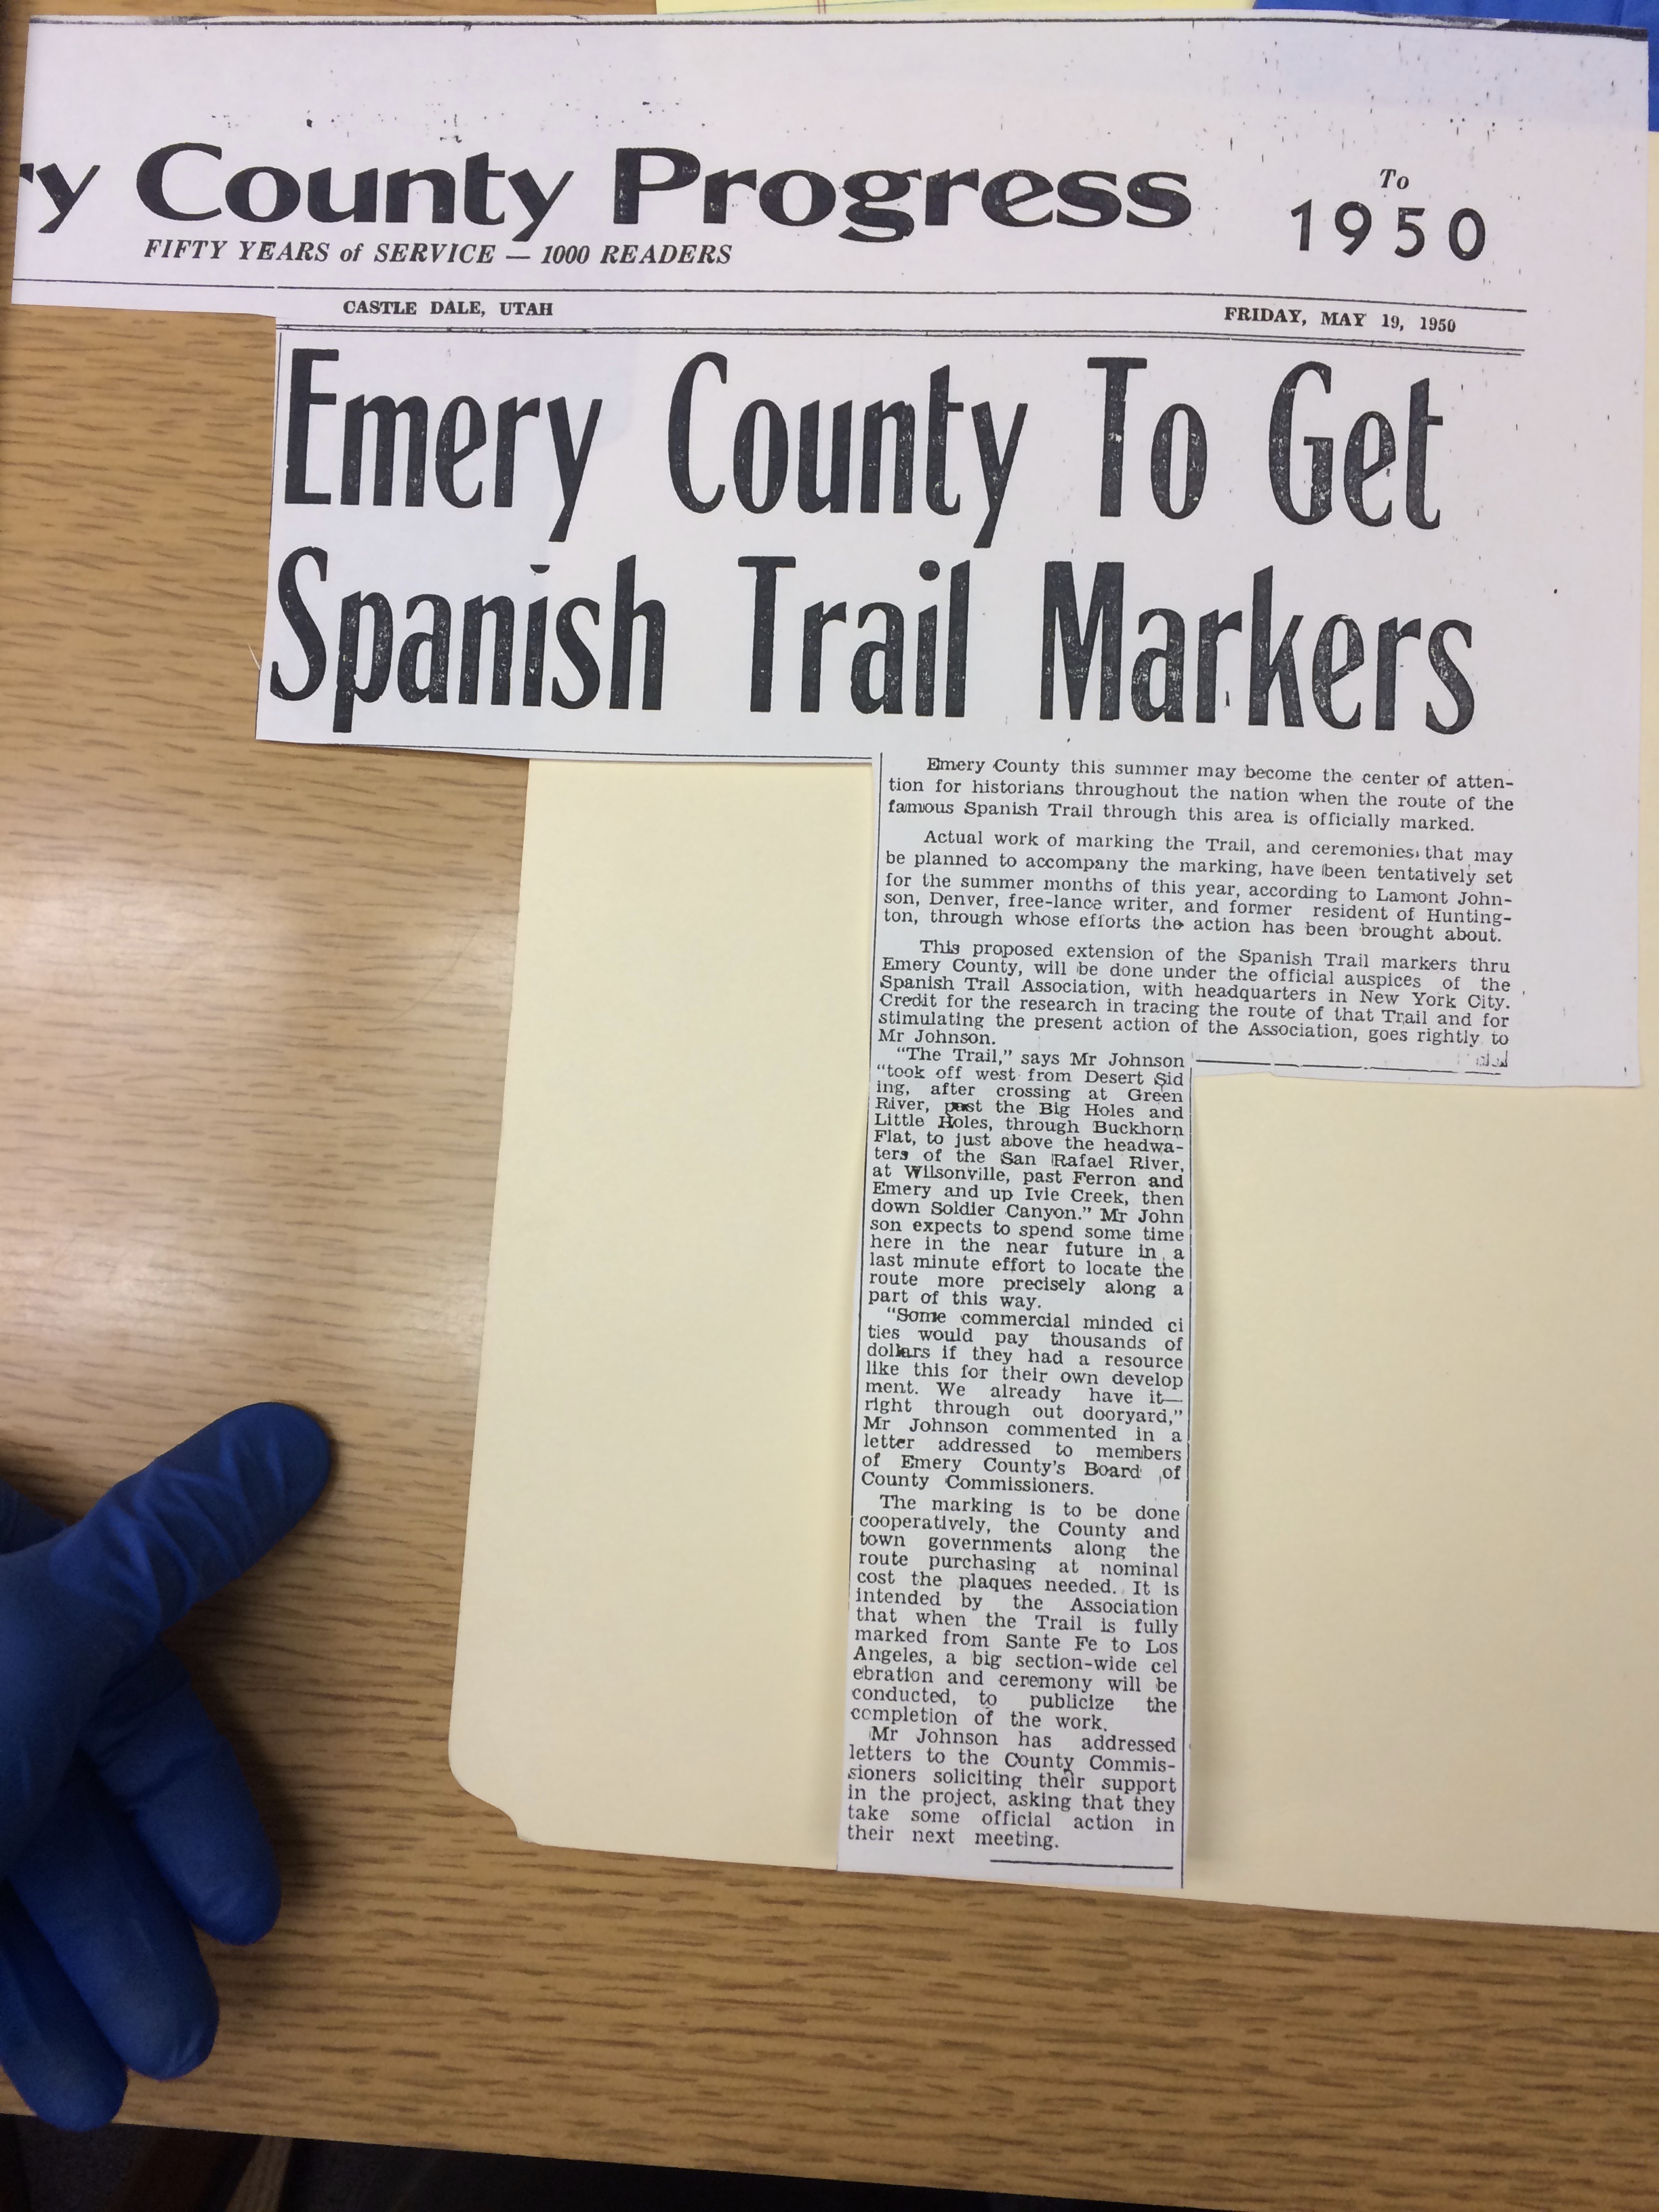 ry County Progress
To
1950
FIFTY YEARS of SERVICE — 1000 READERS
CASTLE DALE, UTAH
FRIDAY, MAY 19, 1950
Emery County To Get
Spanish Trail Markers
Emery County this summer may become the center of atten-
tion for historians throughout the nation when the route of the
famous Spanish Trail through this area is officially marked.
Actual work of marking the Trail, and ceremonies that may
be planned to accompany the marking, have been tentatively set
for the summer months of this year, according to Lamont John-
son, Denver, free-lance writer, and former resident of Hunting-
ton, through whose efforts the action has been brought about.
This proposed extension of the Spanish Trail markers thru
Emery County, will be done under the official auspices of the
Spanish Trail Association, with headquarters in New York City.
Credit for the research in tracing the route of that Trail and for
stimulating the present action of the Association, goes rightly to
Mr Johnson.
"The Trail," says Mr Johnson
"took off west from Desert Sid
ing, after crossing at Green
River, past the Big Holes and
Little Holes, through Buckhorn
Flat, to just above the headwa-
ters of the San Rafael River,
at Wilsonville, past Ferron and
Emery and up Ivie Creek, then
down Soldier Canyon." Mr John
son expects to spend some time
here in the near future in a
last minute effort to locate the
route more precisely along a
part of this way.
"Some commercial minded ci
ties would pay thousands of
dollars if they had a resource
like this for their own develop
ment. We already have it—
right through out dooryard,"
Mr Johnson commented in a
letter addressed to members
of Emery County's Board of
County Commissioners.
The marking is to be done
cooperatively, the County and
town governments along the
route purchasing at nominal
cost the plaques needed. It is
intended by the Association
that when the Trail is fully
marked from Sante Fe to Los
Angeles, a big section-wide cel
ebration and ceremony will be
conducted, to publicize the
completion of the work.
Mr Johnson has addressed
letters to the County Commis-
sioners soliciting their support
in the project, asking that they
take some official action in
their next meeting.